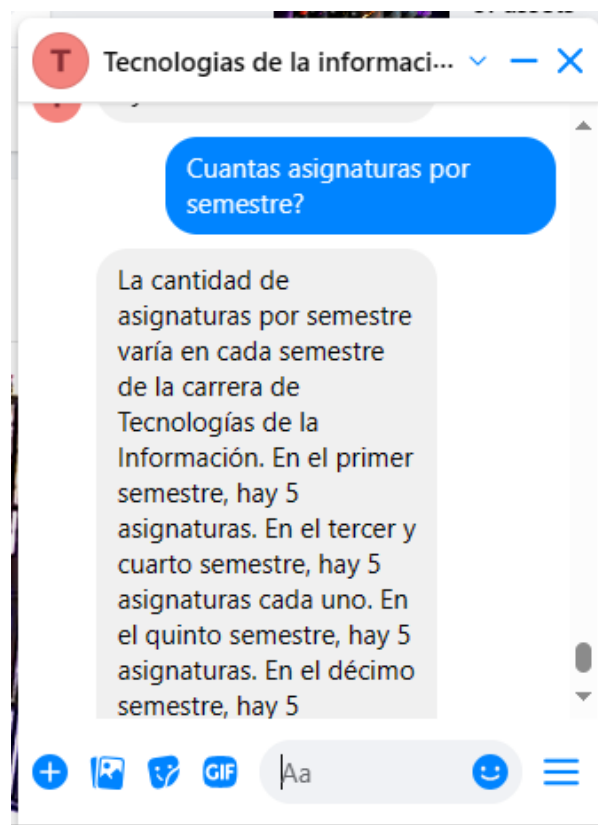 Tecnologias de la informaci...
Cuantas asignaturas por
semestre?
La cantidad de
asignaturas por semestre
varía en cada semestre
de la carrera de
Tecnologías de la
Información. En el primer
semestre, hay 5
asignaturas. En el tercer y
cuarto semestre, hay 5
asignaturas cada uno. En
el quinto semestre, hay 5
asignaturas. En el décimo
semestre, hay 5
GIF
Aa